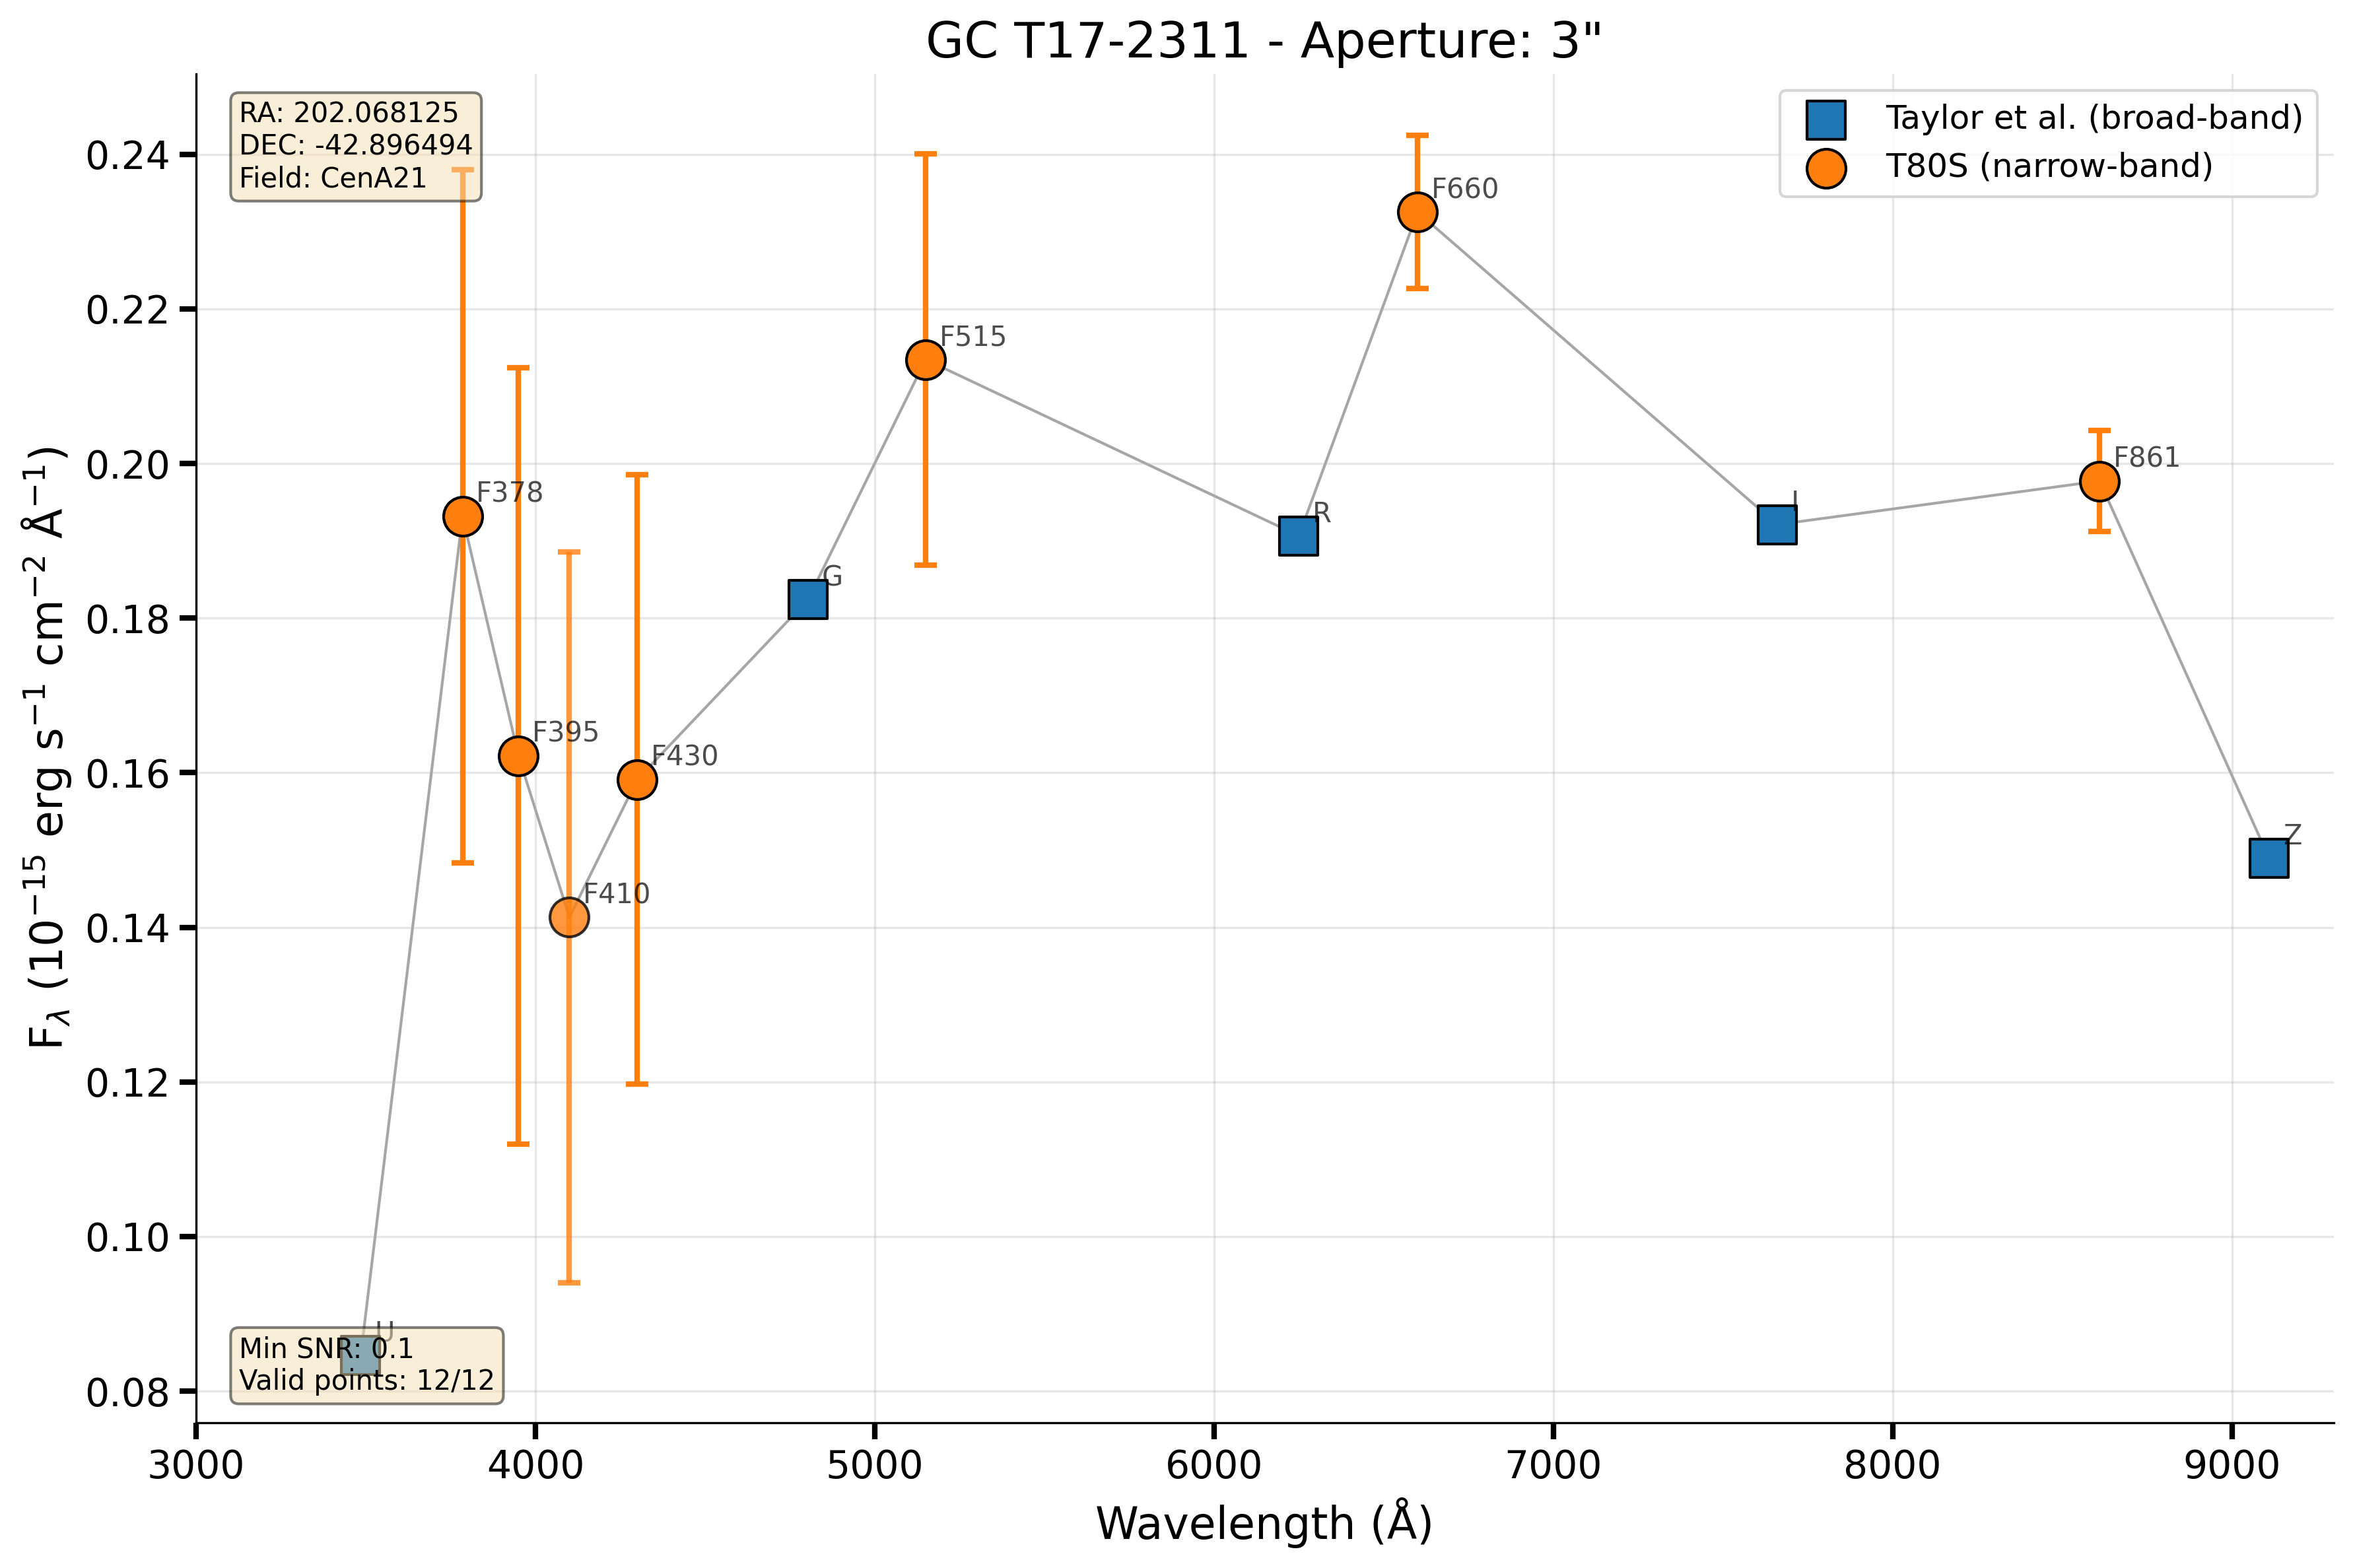 GC T17-2311 - Aperture: 3"
RA: 202.068125
DEC: -42.896494
Field: CenA21
Taylor et al. (broad-band)
T80S (narrow-band)
F660
F515
F861
F378
R
I
G
F395
F430
Z
F410
U
Min SNR: 0.1
Valid points: 12/12
0.24
0.22
0.20
0.18
0.16
0.14
0.12
0.10
0.08
Fλ (10⁻¹⁵ erg s⁻¹ cm⁻² Å⁻¹)
3000 4000 5000 6000 7000 8000 9000
Wavelength (Å)